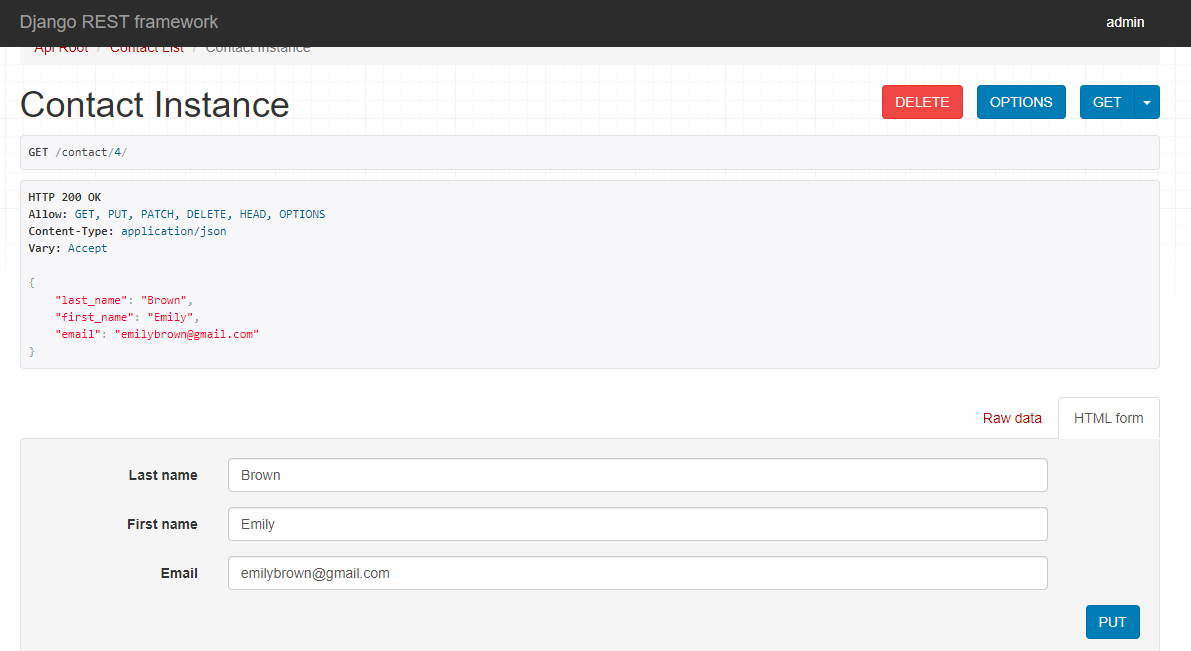 Django REST framework admin
Api Root / Contact List / Contact Instance
Contact Instance DELETE OPTIONS GET
GET /contact/4/
HTTP 200 OK
Allow: GET, PUT, PATCH, DELETE, HEAD, OPTIONS
Content-Type: application/json
Vary: Accept
{
"last_name": "Brown",
"first_name": "Emily",
"email": "emilybrown@gmail.com"
}
Raw data HTML form
Last name Brown
First name Emily
Email emilybrown@gmail.com
PUT